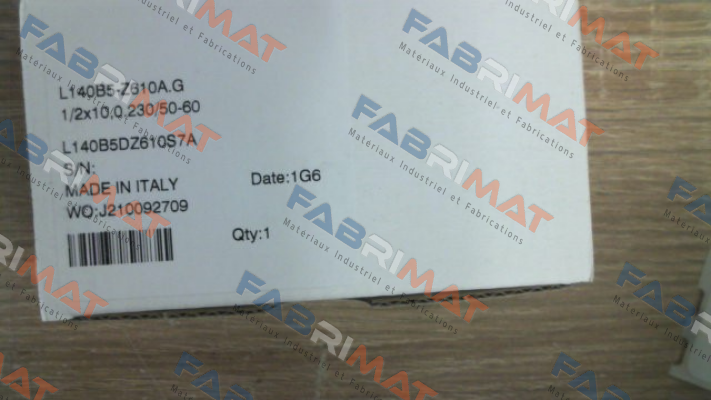 L140B5-Z610A.G
1/2x10,0,230/50-60
L140B5DZ610S7A
S/N:
MADE IN ITALY
Date:1G6
WO:J210092709
Qty:1
FABRIMAT
Materiaux Industriel et Fabrications